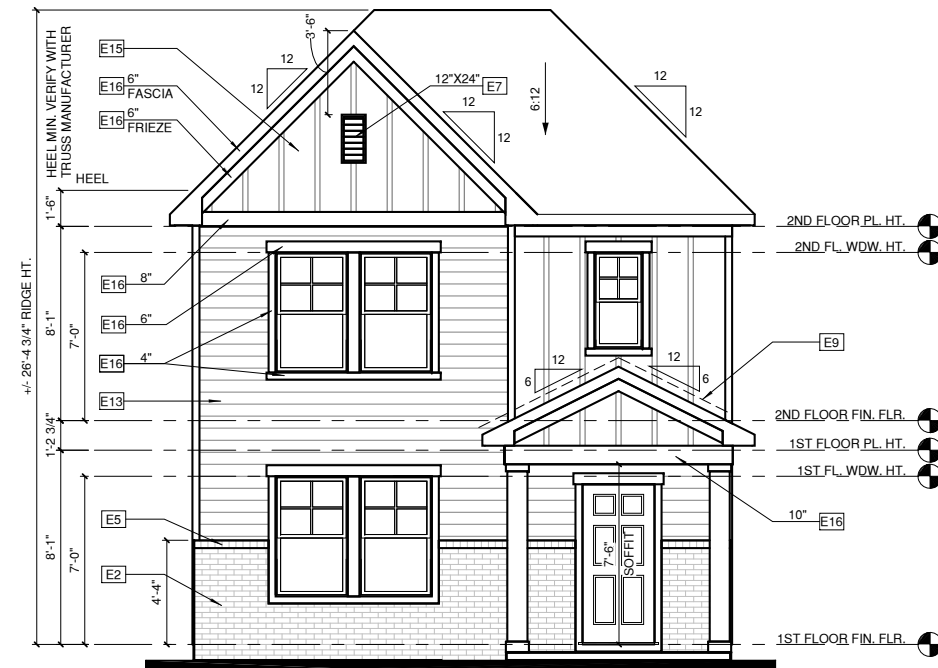 +/- 26'-4 3/4" RIDGE HT.
HEEL MIN. VERIFY WITH
TRUSS MANUFACTURER
HEEL
1'-6"
8'-1"
7'-0"
1'-2 3/4"
8'-1"
7'-0"
4'-4"
E15
E16 6"
FASCIA
E16 6"
FRIEZE
E16 8"
E16 6"
E16 4"
E13
E5
E2
12
12
3'-6"
12"X24" E7
12
12
6:12
12
12
12
6
12
6
E9
10"
E16
7'-6"
SOFFIT
2ND FLOOR PL. HT.
2ND FL. WDW. HT.
2ND FLOOR FIN. FLR.
1ST FLOOR PL. HT.
1ST FL. WDW. HT.
1ST FLOOR FIN. FLR.